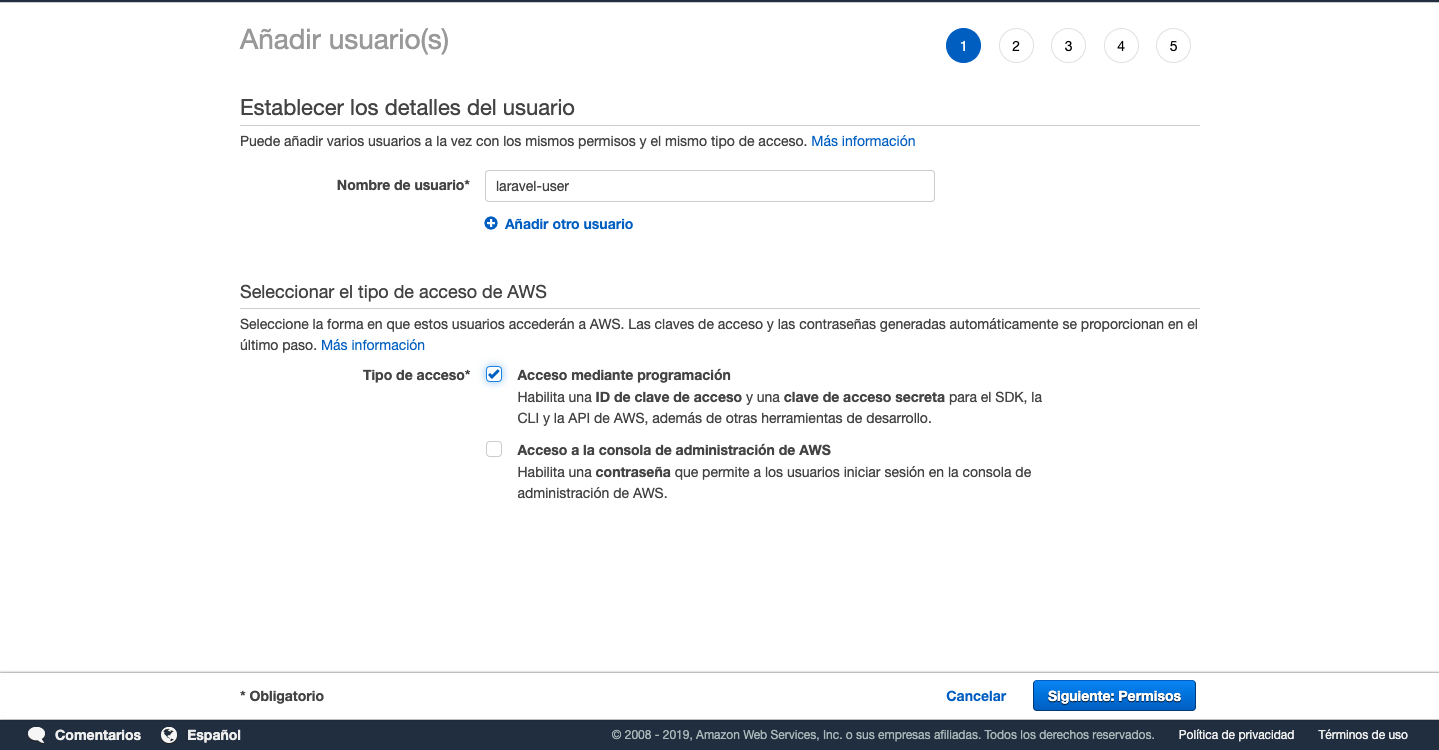 Añadir usuario(s)
1 2 3 4 5
Establecer los detalles del usuario
Puede añadir varios usuarios a la vez con los mismos permisos y el mismo tipo de acceso. Más información
Nombre de usuario* laravel-user
Añadir otro usuario
Seleccionar el tipo de acceso de AWS
Seleccione la forma en que estos usuarios accederán a AWS. Las claves de acceso y las contraseñas generadas automáticamente se proporcionan en el
último paso. Más información
Tipo de acceso* Acceso mediante programación
Habilita una ID de clave de acceso y una clave de acceso secreta para el SDK, la
CLI y la API de AWS, además de otras herramientas de desarrollo.
Acceso a la consola de administración de AWS
Habilita una contraseña que permite a los usuarios iniciar sesión en la consola de
administración de AWS.
* Obligatorio Cancelar Siguiente: Permisos
Comentarios Español © 2008 - 2019, Amazon Web Services, Inc. o sus empresas afiliadas. Todos los derechos reservados. Política de privacidad Términos de uso